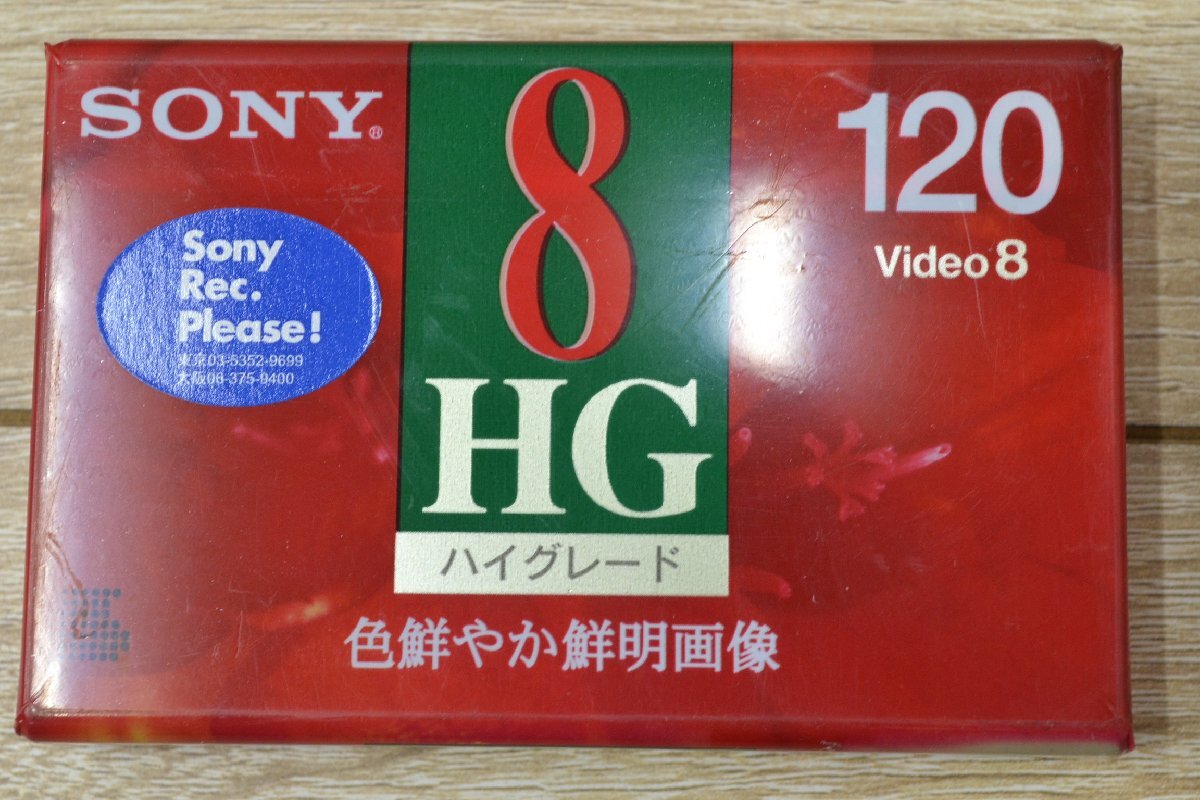 SONY®
8
120
Video 8
Sony
Rec.
Please!
東京03-5352-9699
大阪06-375-9400
HG
ハイグレード
色鮮やか鮮明画像